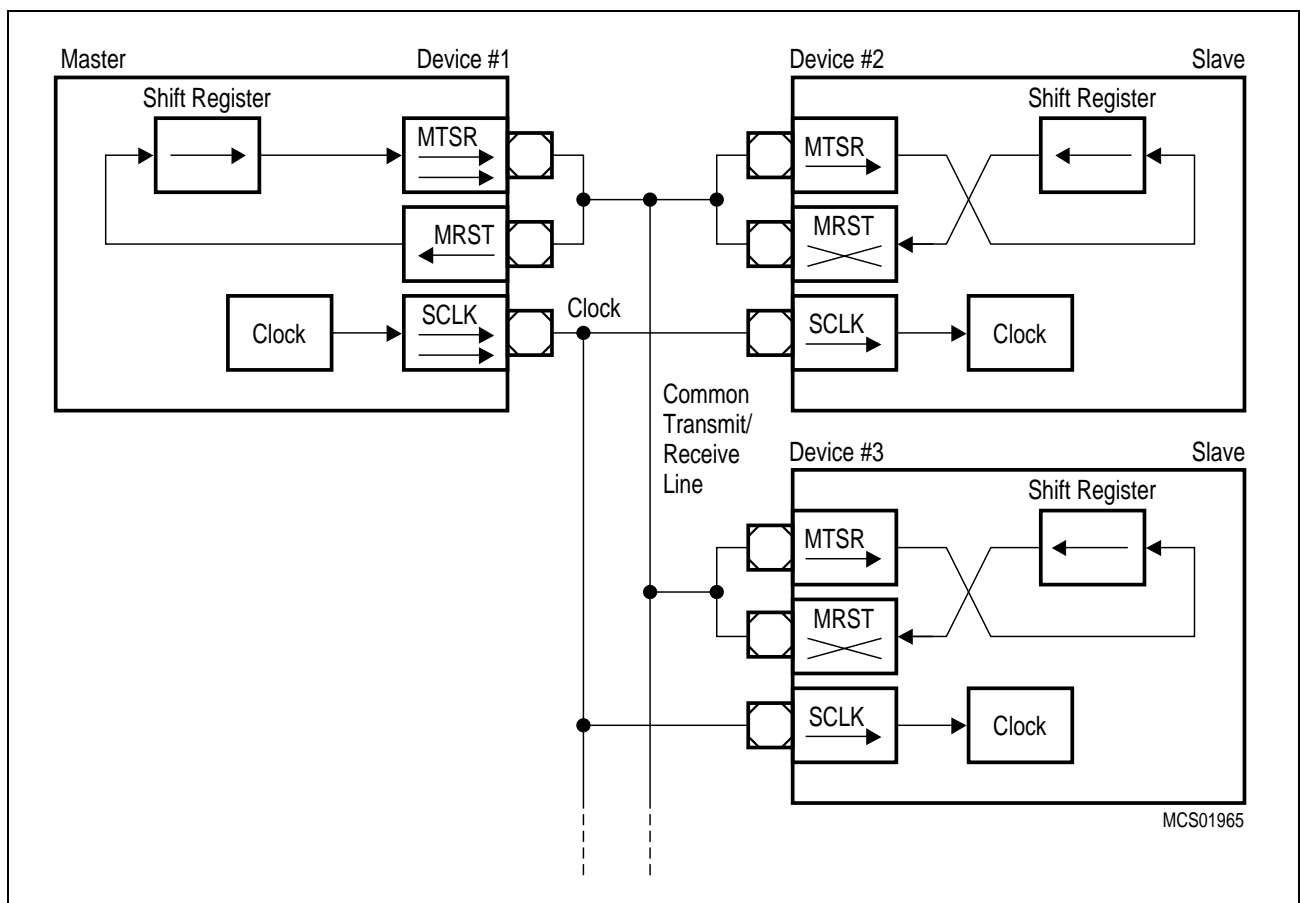 Master
Device #1
Shift Register
MTSR
MRST
Clock
SCLK
Clock
Common
Transmit/
Receive
Line
Device #2
Slave
Shift Register
MTSR
MRST
SCLK
Clock
Device #3
Slave
Shift Register
MTSR
MRST
SCLK
Clock
MCS01965